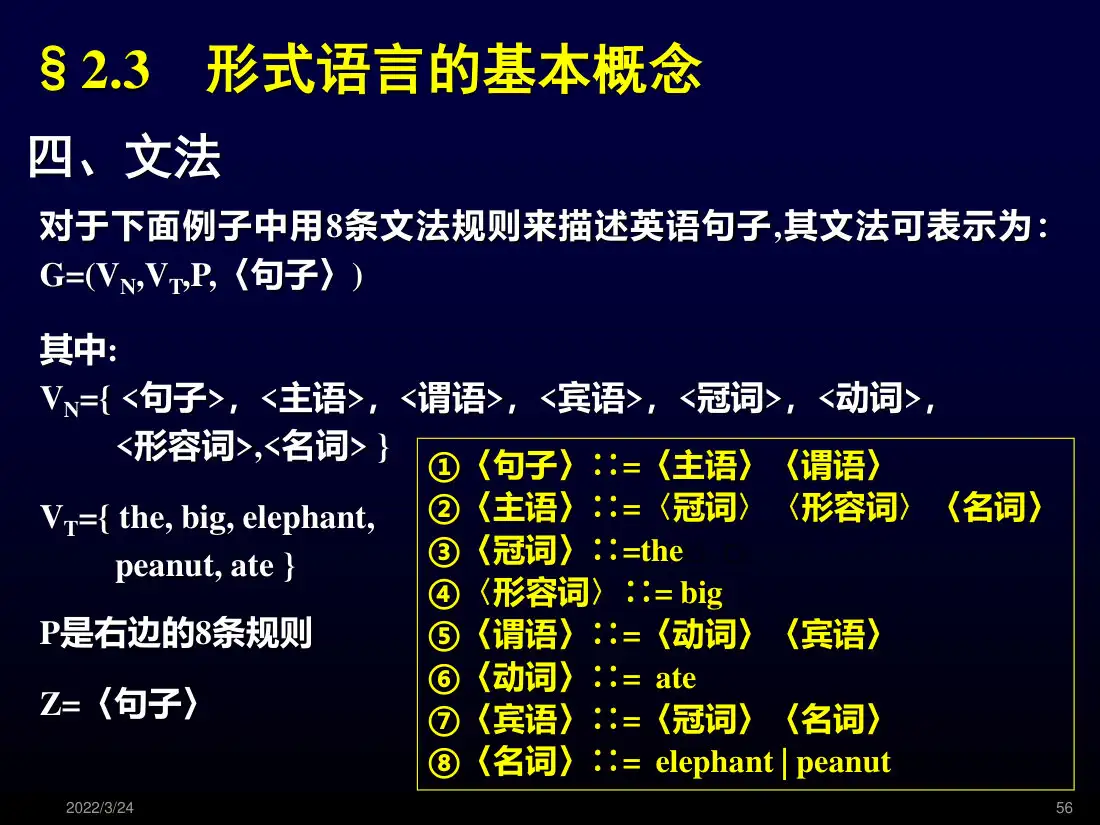 §2.3 形式语言的基本概念
四、文法
对于下面例子中用8条文法规则来描述英语句子,其文法可表示为：
G=(VN,VT,P,〈句子〉)
其中:
VN={ <句子>，<主语>，<谓语>，<宾语>，<冠词>，<动词>，
<形容词>,<名词> }
VT={ the, big, elephant,
peanut, ate }
P是右边的8条规则
Z=〈句子〉
①〈句子〉∷=〈主语〉〈谓语〉
②〈主语〉∷=〈冠词〉〈形容词〉〈名词〉
③〈冠词〉∷=the
④〈形容词〉∷= big
⑤〈谓语〉∷=〈动词〉〈宾语〉
⑥〈动词〉∷= ate
⑦〈宾语〉∷=〈冠词〉〈名词〉
⑧〈名词〉∷= elephant | peanut
2022/3/24
56